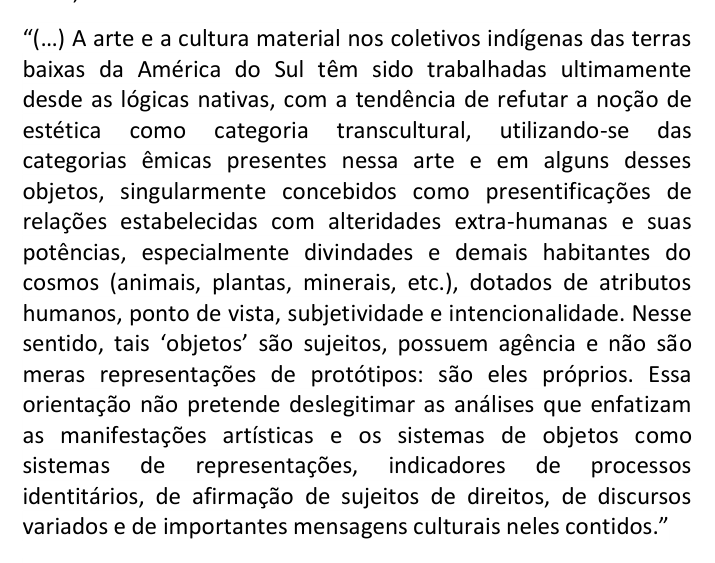 “(…) A arte e a cultura material nos coletivos indígenas das terras
baixas da América do Sul têm sido trabalhadas ultimamente
desde as lógicas nativas, com a tendência de refutar a noção de
estética como categoria transcultural, utilizando-se das
categorias êmicas presentes nessa arte e em alguns desses
objetos, singularmente concebidos como presentificações de
relações estabelecidas com alteridades extra-humanas e suas
potências, especialmente divindades e demais habitantes do
cosmos (animais, plantas, minerais, etc.), dotados de atributos
humanos, ponto de vista, subjetividade e intencionalidade. Nesse
sentido, tais ‘objetos’ são sujeitos, possuem agência e não são
meras representações de protótipos: são eles próprios. Essa
orientação não pretende deslegitimar as análises que enfatizam
as manifestações artísticas e os sistemas de objetos como
sistemas de representações, indicadores de processos
identitários, de afirmação de sujeitos de direitos, de discursos
variados e de importantes mensagens culturais neles contidos.”